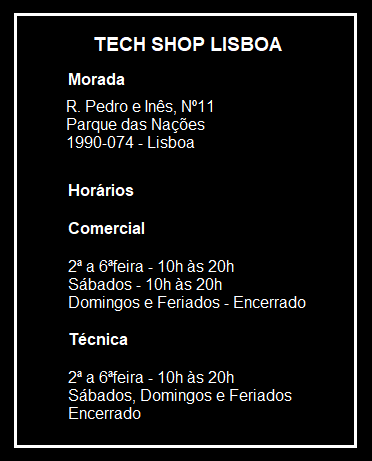 TECH SHOP LISBOA
Morada
R. Pedro e Inês, Nº11
Parque das Nações
1990-074 - Lisboa
Horários
Comercial
2ª a 6ªfeira - 10h às 20h
Sábados - 10h às 20h
Domingos e Feriados - Encerrado
Técnica
2ª a 6ªfeira - 10h às 20h
Sábados, Domingos e Feriados
Encerrado